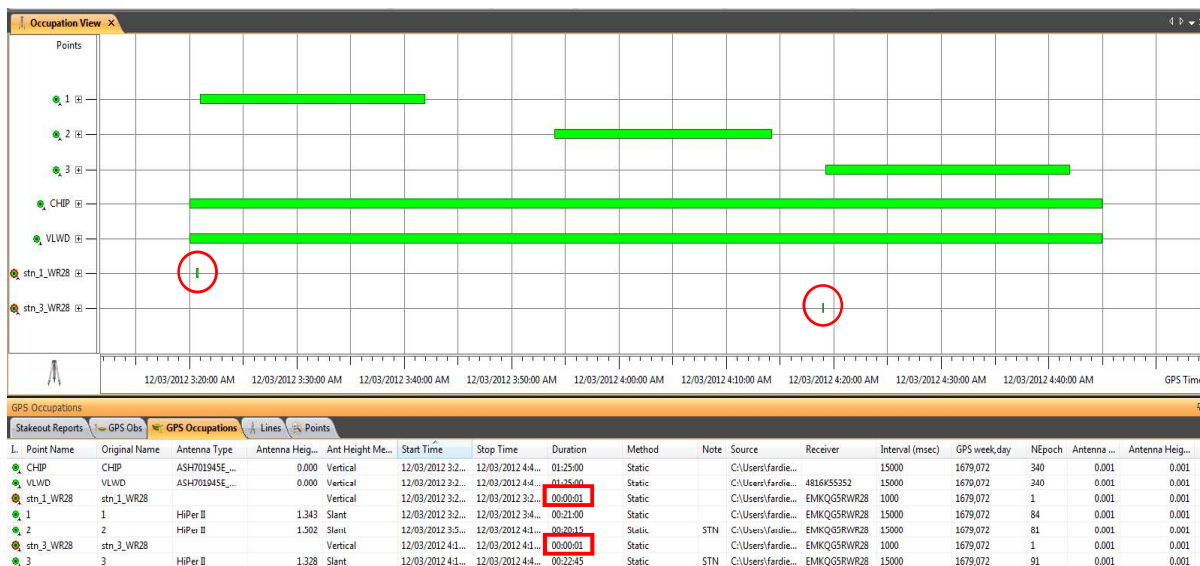 Occupation View X
Points
1
2
3
CHIP
VLWD
stn_1_WR28
stn_3_WR28
12/03/2012 3:20:00 AM 12/03/2012 3:30:00 AM 12/03/2012 3:40:00 AM 12/03/2012 3:50:00 AM 12/03/2012 4:00:00 AM 12/03/2012 4:10:00 AM 12/03/2012 4:20:00 AM 12/03/2012 4:30:00 AM 12/03/2012 4:40:00 AM GPS Time
GPS Occupations
Stakeout Reports GPS Obs GPS Occupations Lines Points
I.. Point Name Original Name Antenna Type Antenna Heig... Ant Height Me... Start Time Stop Time Duration Method Note Source Receiver Interval (msec) GPS week,day NEpoch Antenna ... Antenna Heig...
CHIP CHIP ASH701945E_... 0.000 Vertical 12/03/2012 3:2... 12/03/2012 4:4... 01:25:00 Static C:\Users\fardie... 15000 1679,072 340 0.001 0.001
VLWD VLWD ASH701945E_... 0.000 Vertical 12/03/2012 3:2... 12/03/2012 4:4... 01:25:00 Static C:\Users\fardie... 4816K55352 15000 1679,072 340 0.001 0.001
stn_1_WR28 stn_1_WR28 Vertical 12/03/2012 3:2... 12/03/2012 3:2... 00:00:01 Static C:\Users\fardie... EMKQG5RWR28 1000 1679,072 1 0.001 0.001
1 1 HiPer II 1.343 Slant 12/03/2012 3:2... 12/03/2012 3:4... 00:21:00 Static C:\Users\fardie... EMKQG5RWR28 15000 1679,072 84 0.001 0.001
2 2 HiPer II 1.502 Slant 12/03/2012 3:5... 12/03/2012 4:1... 00:20:15 Static STN C:\Users\fardie... EMKQG5RWR28 15000 1679,072 81 0.001 0.001
stn_3_WR28 stn_3_WR28 Vertical 12/03/2012 4:1... 12/03/2012 4:1... 00:00:01 Static C:\Users\fardie... EMKQG5RWR28 1000 1679,072 1 0.001 0.001
3 3 HiPer II 1.328 Slant 12/03/2012 4:1... 12/03/2012 4:4... 00:22:45 Static STN C:\Users\fardie... EMKQG5RWR28 15000 1679,072 91 0.001 0.001